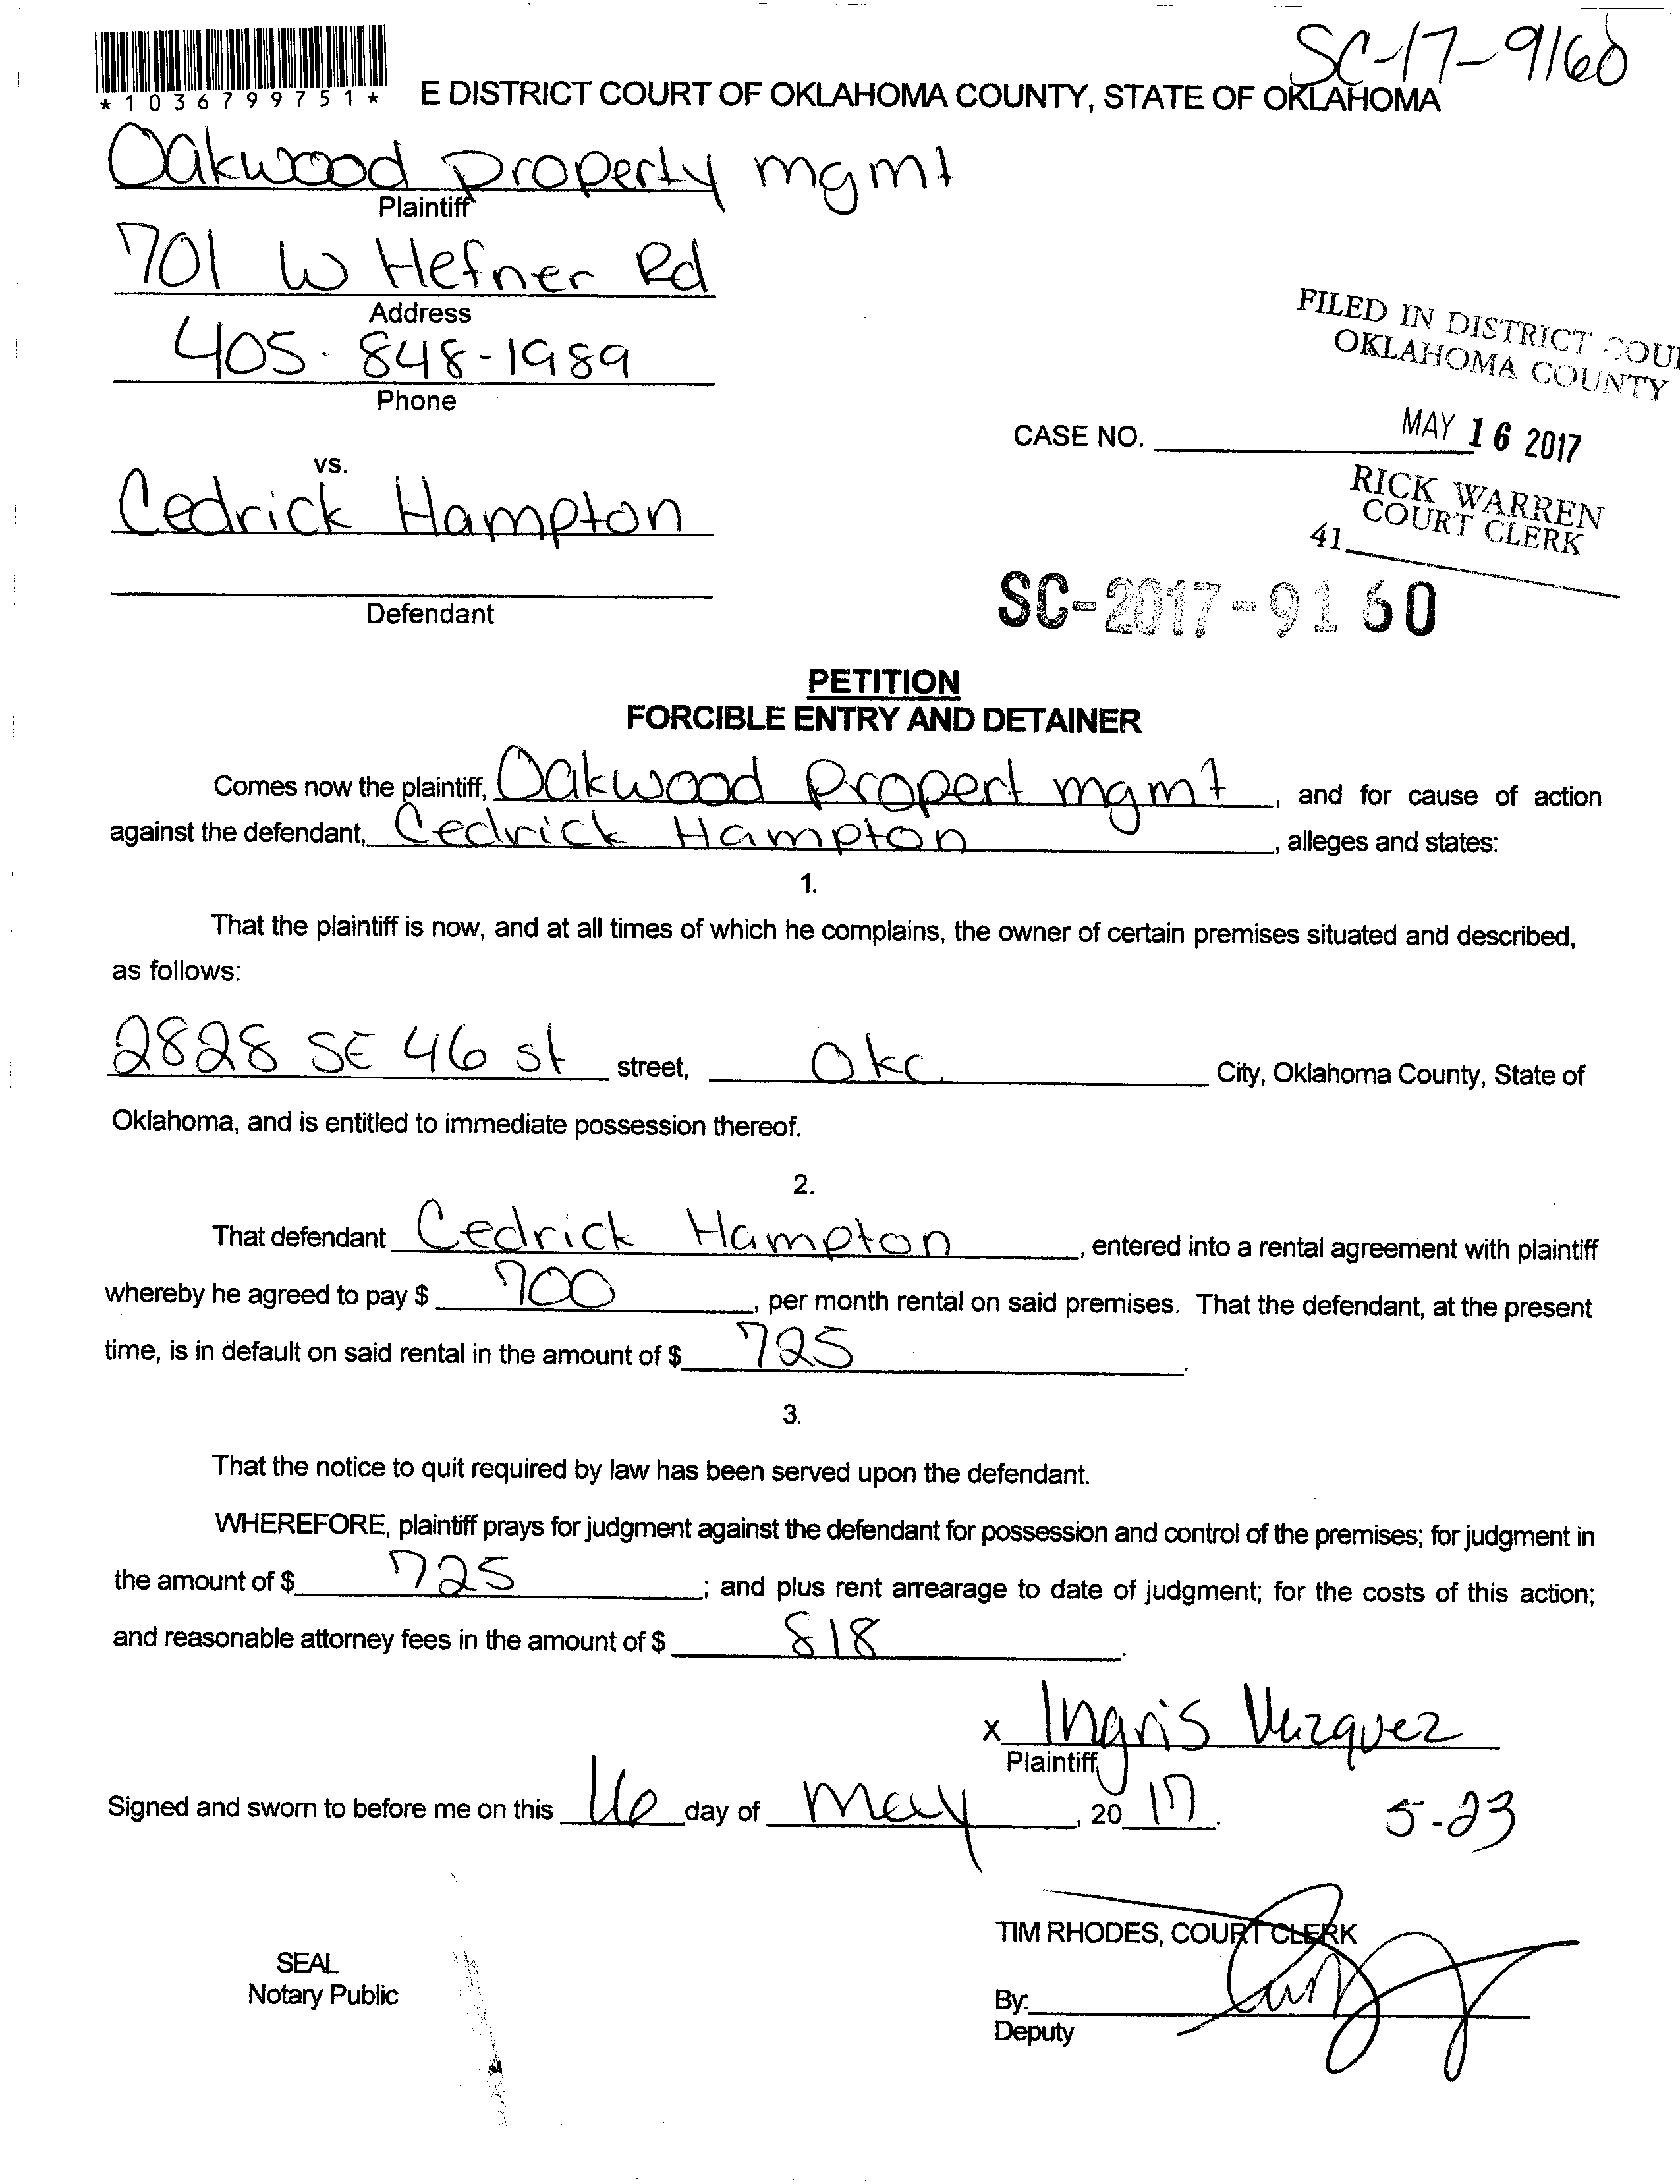 SC-17-9160
*1036799751*
E DISTRICT COURT OF OKLAHOMA COUNTY, STATE OF OKLAHOMA
Oakwood Property mgmt
Plaintiff
701 W Hefner Rd
Address
405-848-1989
Phone
FILED IN DISTRICT COU
OKLAHOMA COUNTY
CASE NO.
MAY 16 2017
vs.
RICK WARREN
COURT CLERK
41
Cedrick Hampton
Defendant
SC-2017-9160
PETITION
FORCIBLE ENTRY AND DETAINER
Comes now the plaintiff, Oakwood Propert mgmt, and for cause of action
against the defendant, Cedrick Hampton, alleges and states:
1.
That the plaintiff is now, and at all times of which he complains, the owner of certain premises situated and described,
as follows:
2828 SE 46 st street, Okc City, Oklahoma County, State of
Oklahoma, and is entitled to immediate possession thereof.
2.
That defendant Cedrick Hampton, entered into a rental agreement with plaintiff
whereby he agreed to pay $ 700, per month rental on said premises. That the defendant, at the present
time, is in default on said rental in the amount of $ 725.
3.
That the notice to quit required by law has been served upon the defendant.
WHEREFORE, plaintiff prays for judgment against the defendant for possession and control of the premises; for judgment in
the amount of $ 725; and plus rent arrearage to date of judgment; for the costs of this action;
and reasonable attorney fees in the amount of $ 818.
x Ingris Vazquez
Plaintiff
Signed and sworn to before me on this 16 day of May, 2017.
5-23
TIM RHODES, COURT CLERK
SEAL
Notary Public
By:
Deputy